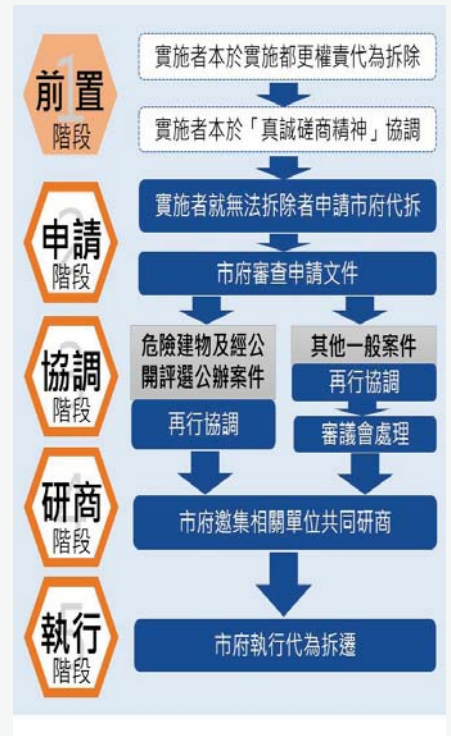 1
前置
階段
實施者本於實施都更權責代為拆除
實施者本於「真誠磋商精神」協調
2
申請
階段
實施者就無法拆除者申請市府代拆
市府審查申請文件
3
協調
階段
危險建物及經公
開評選公辦案件
再行協調
其他一般案件
再行協調
審議會處理
4
研商
階段
市府邀集相關單位共同研商
5
執行
階段
市府執行代為拆遷